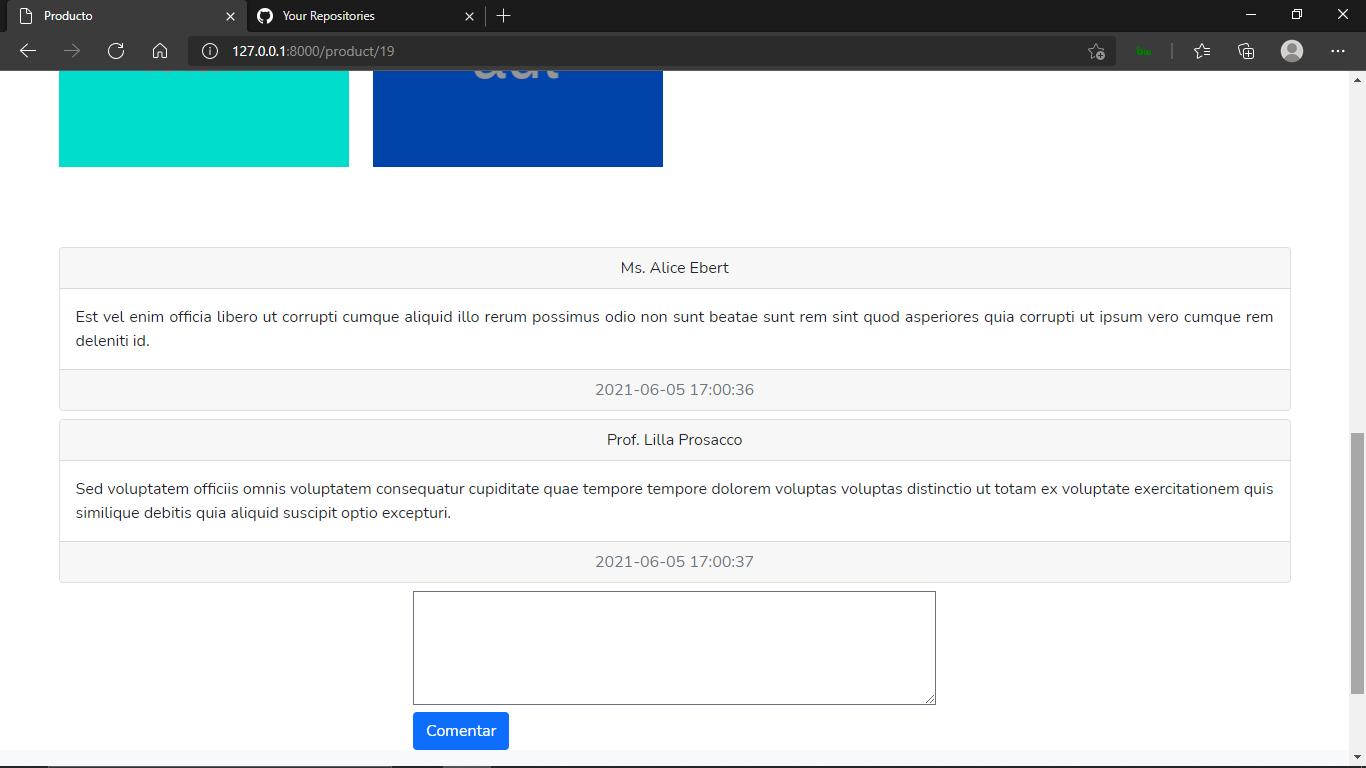 Producto
Your Repositories
127.0.0.1:8000/product/19
Ms. Alice Ebert
Est vel enim officia libero ut corrupti cumque aliquid illo rerum possimus odio non sunt beatae sunt rem sint quod asperiores quia corrupti ut ipsum vero cumque rem
deleniti id.
2021-06-05 17:00:36
Prof. Lilla Prosacco
Sed voluptatem officiis omnis voluptatem consequatur cupiditate quae tempore tempore dolorem voluptas voluptas distinctio ut totam ex voluptate exercitationem quis
similique debitis quia aliquid suscipit optio excepturi.
2021-06-05 17:00:37
Comentar